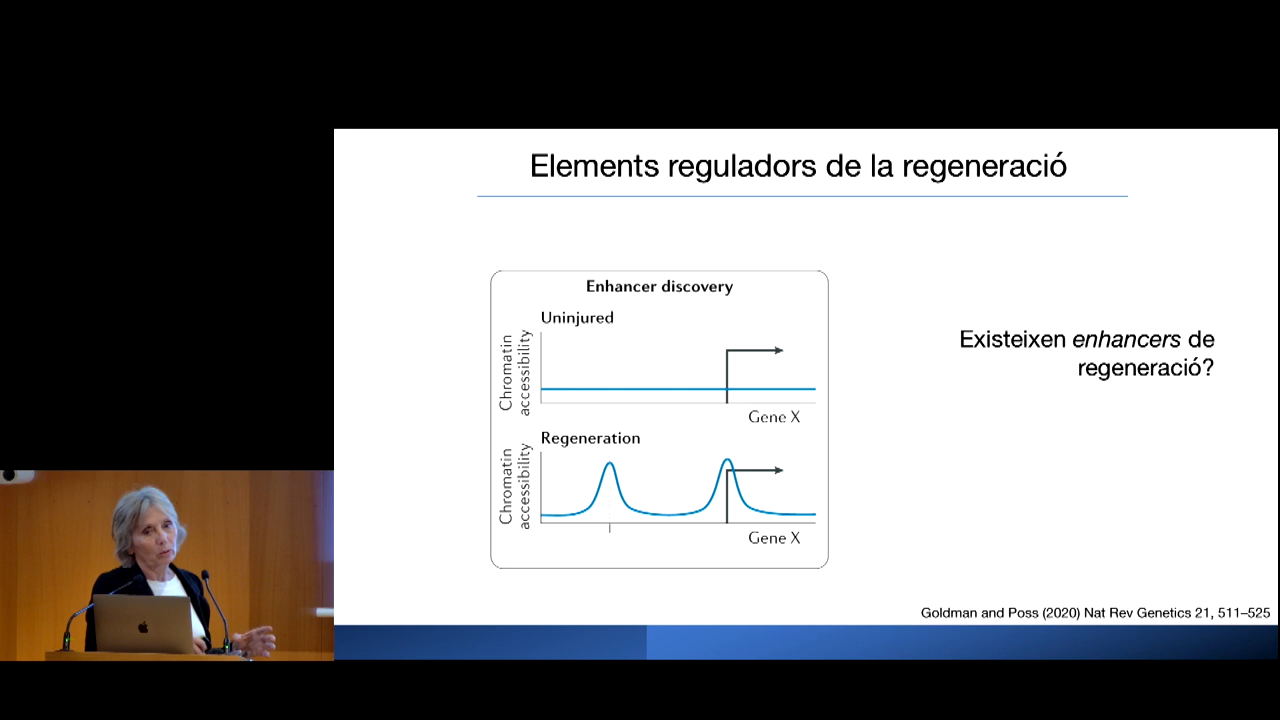 Elements reguladors de la regeneració
Enhancer discovery
Uninjured
Chromatin
accessibility
Gene X
Regeneration
Chromatin
accessibility
Gene X
Existeixen enhancers de
regeneració?
Goldman and Poss (2020) Nat Rev Genetics 21, 511–525